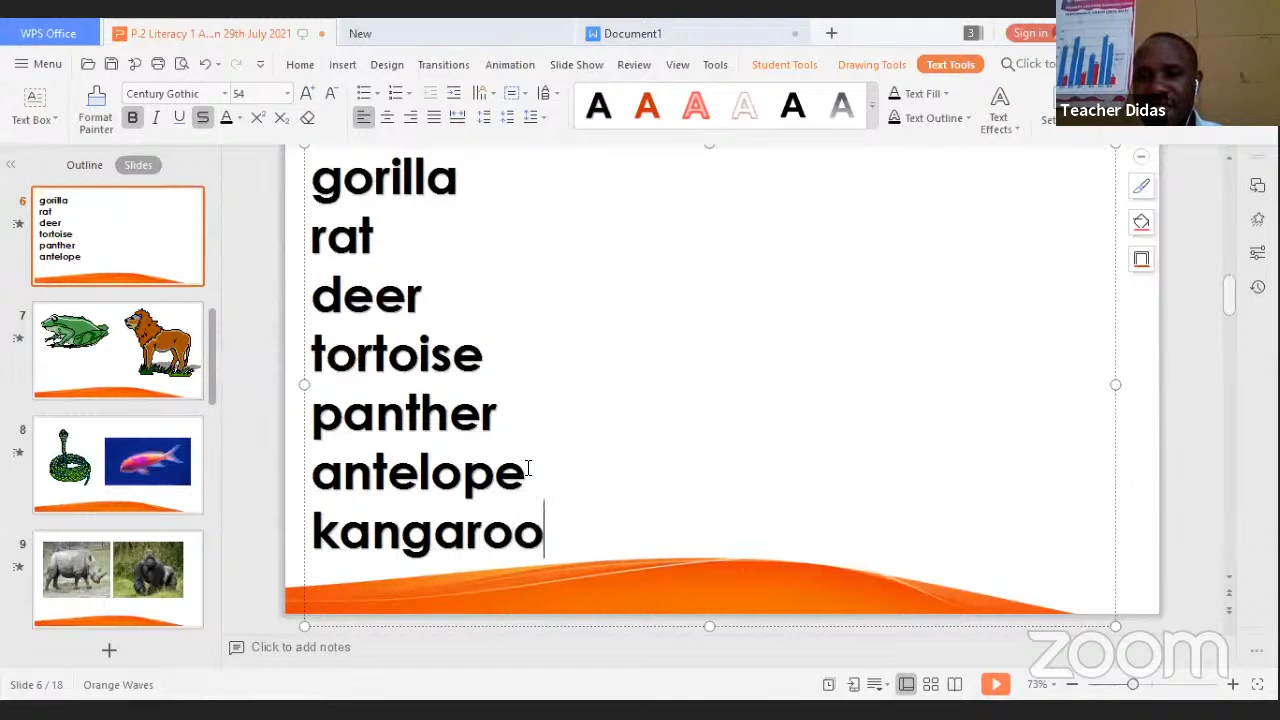 WPS Office
P.2 Literacy 1 A...n 29th July 2021
New
Document1
3
Sign in
Menu
Home
Insert
Design
Transitions
Animation
Slide Show
Review
View
Tools
Student Tools
Drawing Tools
Text Tools
Click to
Text Box
Format
Painter
Century Gothic
54
Text Fill
Text Outline
Text
Effects
Teacher Didas
Outline
Slides
6
gorilla
rat
deer
tortoise
panther
antelope
7
8
9
gorilla
rat
deer
tortoise
panther
antelope
kangaroo
Click to add notes
zoom
Slide 6 / 18
Orange Waves
73%